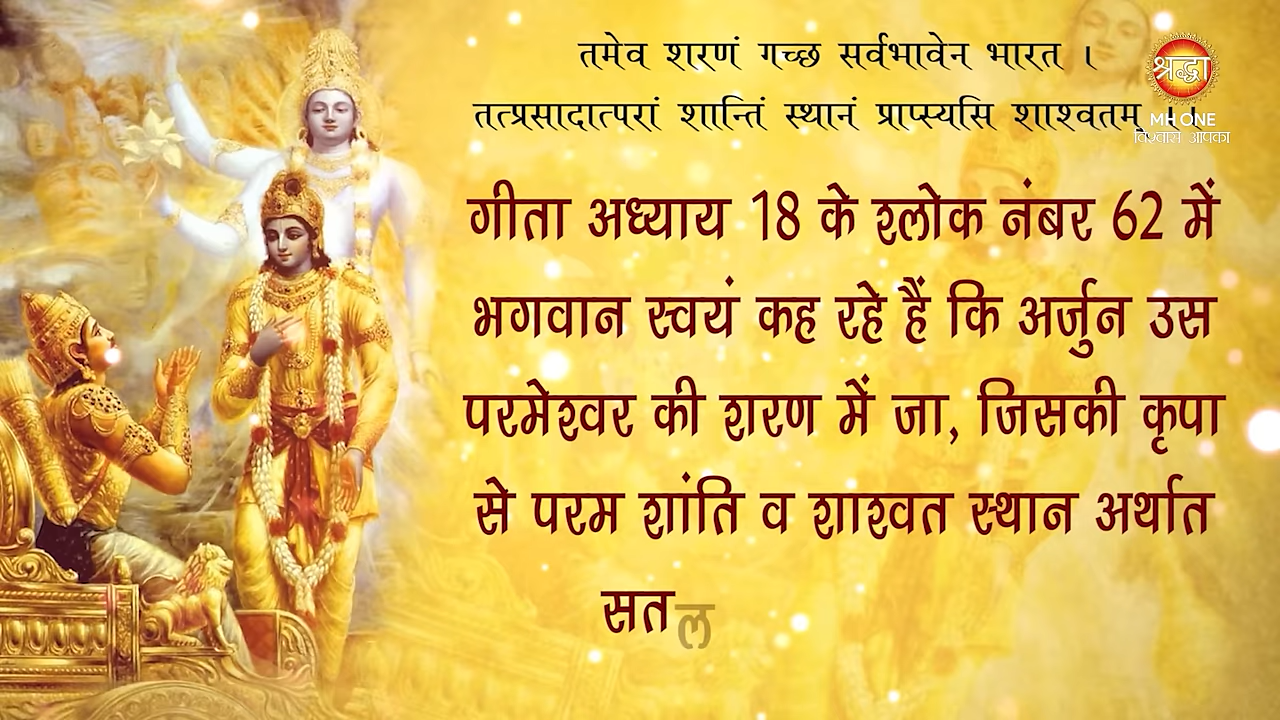 तमेव शरणं गच्छ सर्वभावेन भारत ।
तत्प्रसादात्परां शान्तिं स्थानं प्राप्स्यसि शाश्वतम्
श्रद्धा
MH ONE
विश्वास आपका
गीता अध्याय 18 के श्लोक नंबर 62 में
भगवान स्वयं कह रहे हैं कि अर्जुन उस
परमेश्वर की शरण में जा, जिसकी कृपा
से परम शांति व शाश्वत स्थान अर्थात
सतल